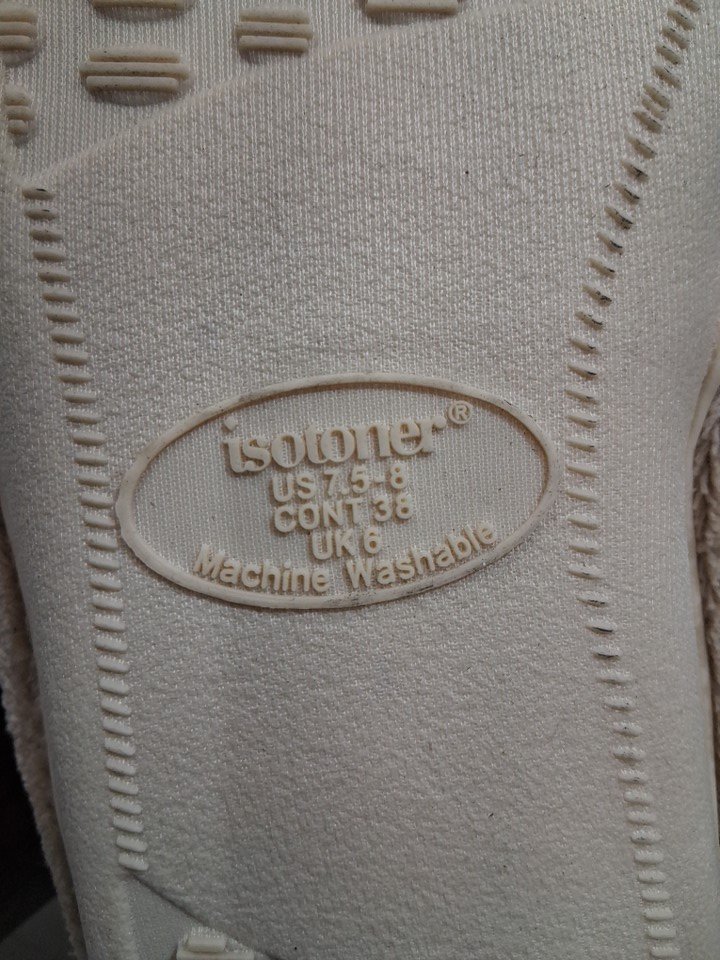 isotoner®
US 7.5-8
CONT 38
UK 6
Machine Washable